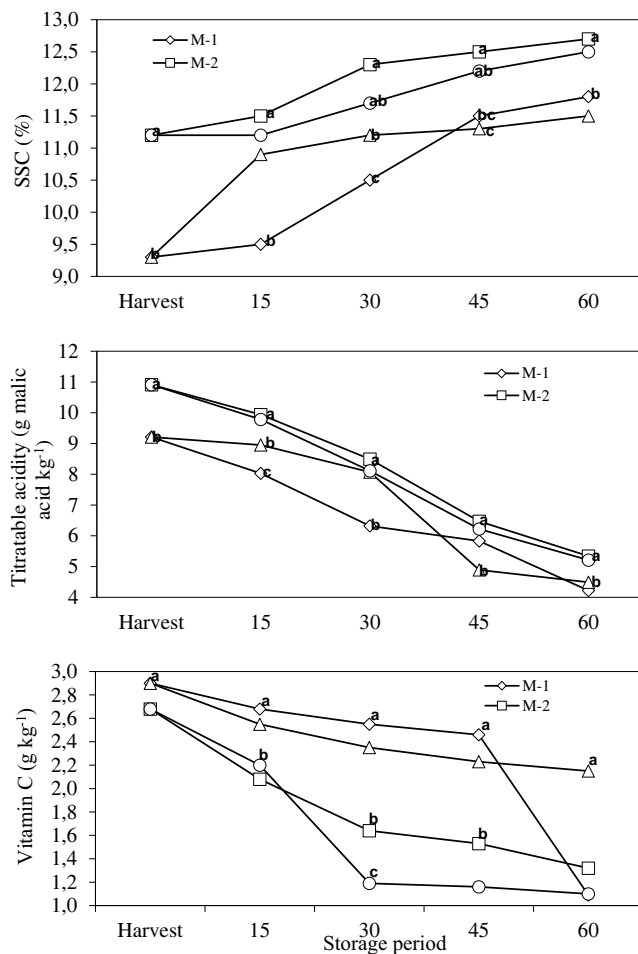 13,0
12,5
12,0
11,5
11,0
10,5
10,0
9,5
9,0
SSC (%)
M-1
M-2
a a a a a
ab ab
b b b bc b
c c
Harvest 15 30 45 60
12
11
10
9
8
7
6
5
4
Titratable acidity (g malic
acid kg-1)
M-1
M-2
a a a a a
b b b b b
c
Harvest 15 30 45 60
3,0
2,8
2,6
2,4
2,2
2,0
1,8
1,6
1,4
1,2
1,0
Vitamin C (g kg-1)
M-1
M-2
a a a a a
b b b
c
Harvest 15 30 45 60
Storage period